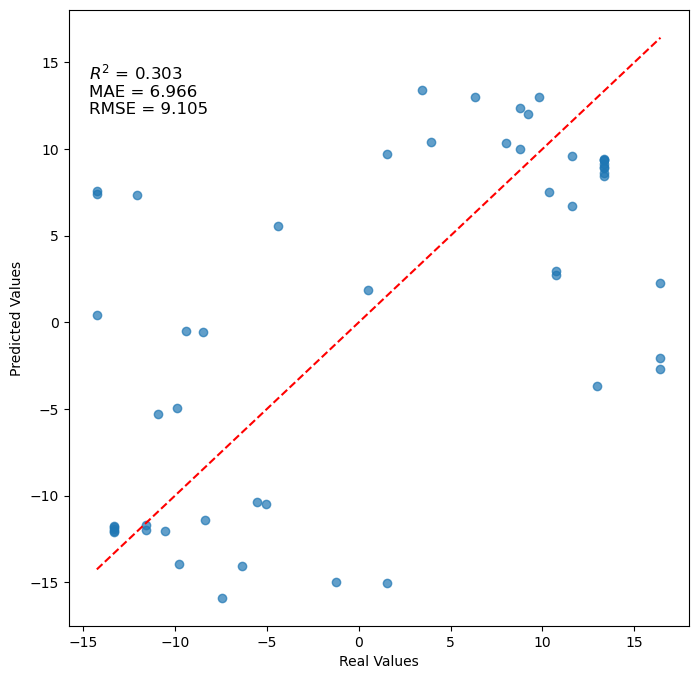 R² = 0.303
MAE = 6.966
RMSE = 9.105
15
10
5
0
−5
−10
−15
Predicted Values
−15 −10 −5 0 5 10 15
Real Values